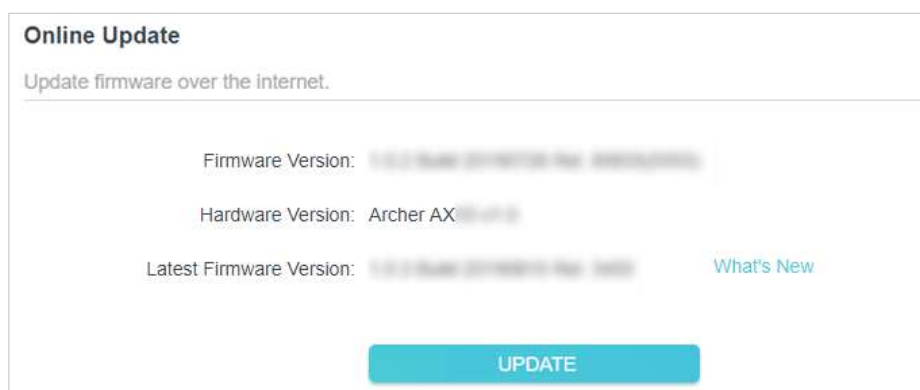 Online Update
Update firmware over the internet.
Firmware Version:
Hardware Version: Archer AX
Latest Firmware Version: What's New
UPDATE